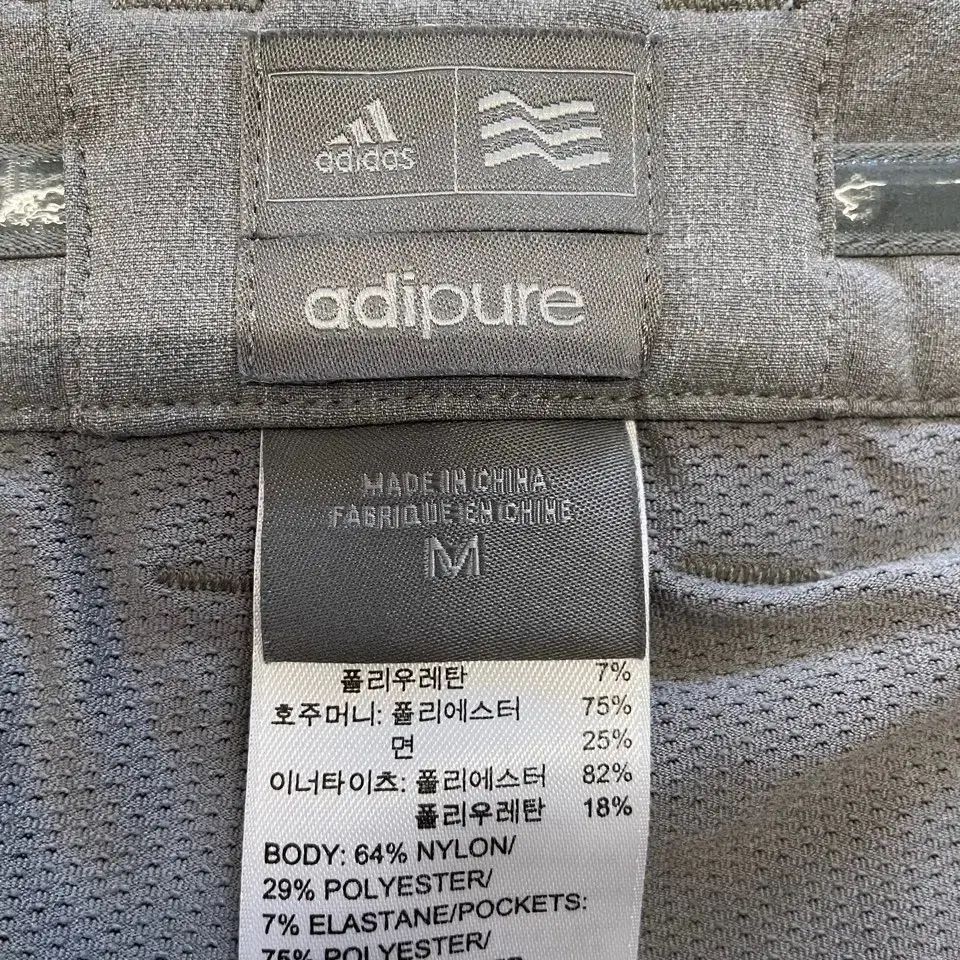 adidas
adipure
MADE IN CHINA
FABRIQUE EN CHINE
M
폴리우레탄 7%
호주머니: 폴리에스터 75%
면 25%
이너타이츠: 폴리에스터 82%
폴리우레탄 18%
BODY: 64% NYLON/
29% POLYESTER/
7% ELASTANE/POCKETS:
75% POLYESTER/